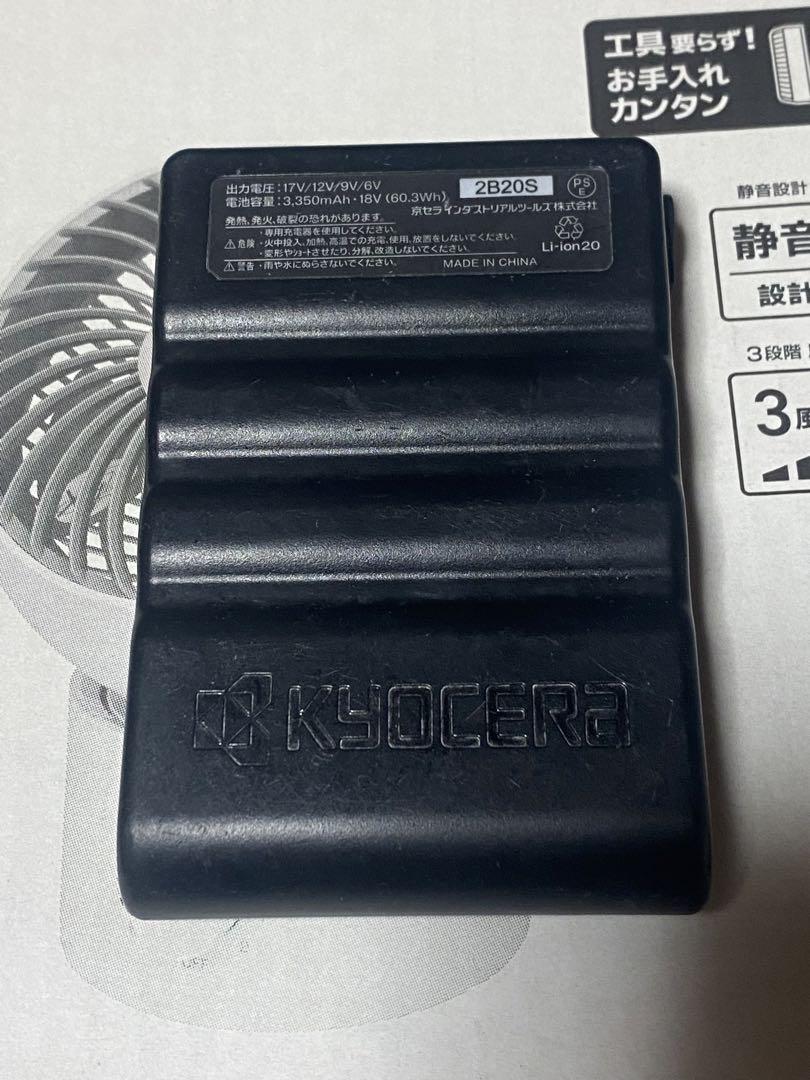 工具要らず!
お手入れ
カンタン
出力電圧:17V/12V/9V/6V
2B20S
PS
E
電池容量:3,350mAh・18V (60.3Wh)
京セラインダストリアルツールズ株式会社
発熱、発火、破裂の恐れがあります。
・専用充電器を使用してください。
⚠危険 ・火中投入、加熱、高温での充電、使用、放置をしないでください。
・変形やショートさせたり、分解、改造しないでください。
Li-ion20
⚠警告 ・雨や水にぬらさないでください。
MADE IN CHINA
静音設計
静音
設計
3段階
3風
KYOCERA
OFF
2